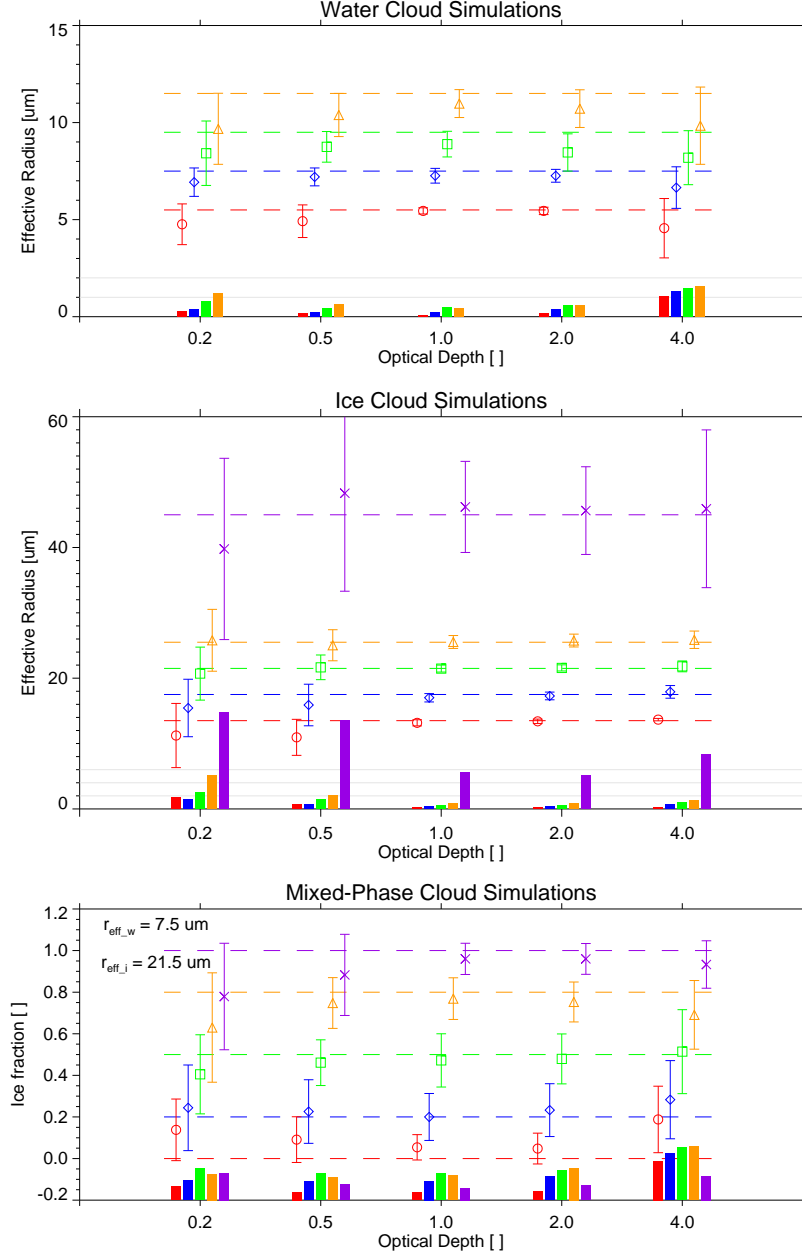 Water Cloud Simulations
15
10
5
0
Effective Radius [um]
0.2 0.5 1.0 2.0 4.0
Optical Depth [ ]
Ice Cloud Simulations
60
40
20
0
Effective Radius [um]
0.2 0.5 1.0 2.0 4.0
Optical Depth [ ]
Mixed-Phase Cloud Simulations
r_eff_w = 7.5 um
r_eff_i = 21.5 um
1.2
1.0
0.8
0.6
0.4
0.2
0.0
-0.2
Ice fraction [ ]
0.2 0.5 1.0 2.0 4.0
Optical Depth [ ]